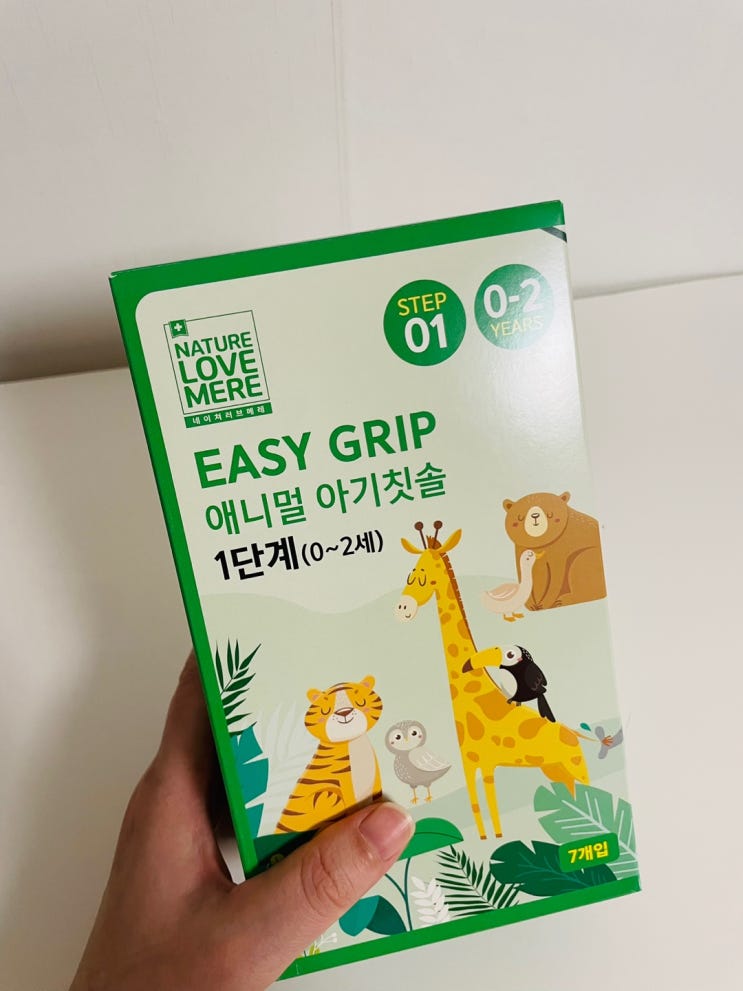 NATURE
LOVE
MERE
네이쳐러브메레
STEP
01
0-2
YEARS
EASY GRIP
애니멀 아기칫솔
1단계(0~2세)
7개입